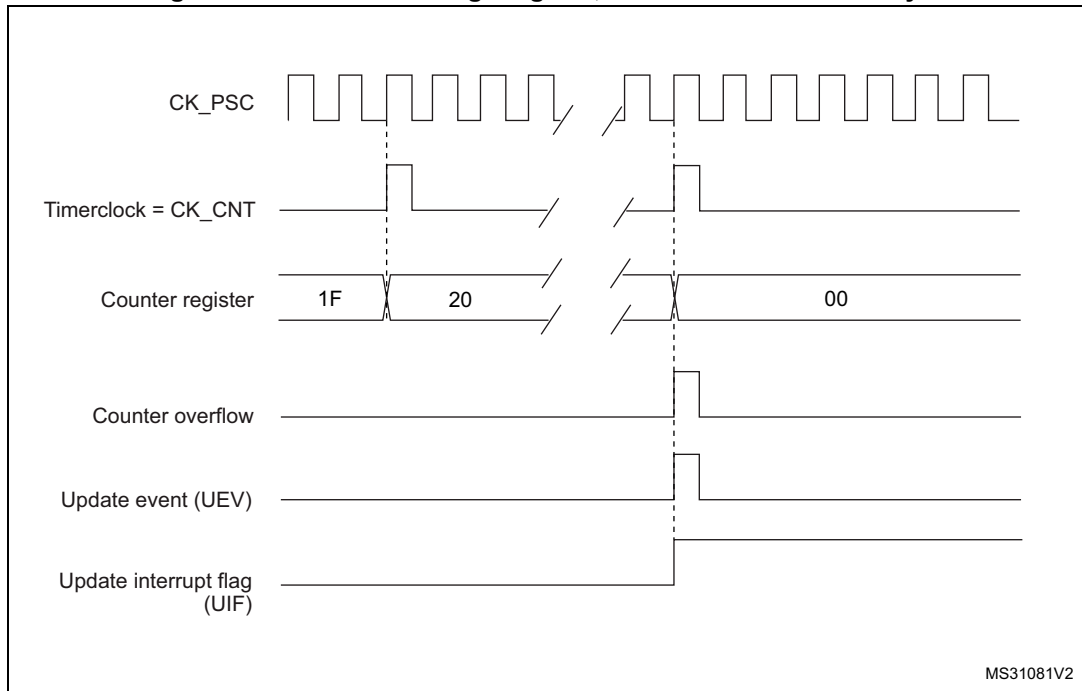 CK_PSC
Timerclock = CK_CNT
Counter register
1F
20
00
Counter overflow
Update event (UEV)
Update interrupt flag
(UIF)
MS31081V2